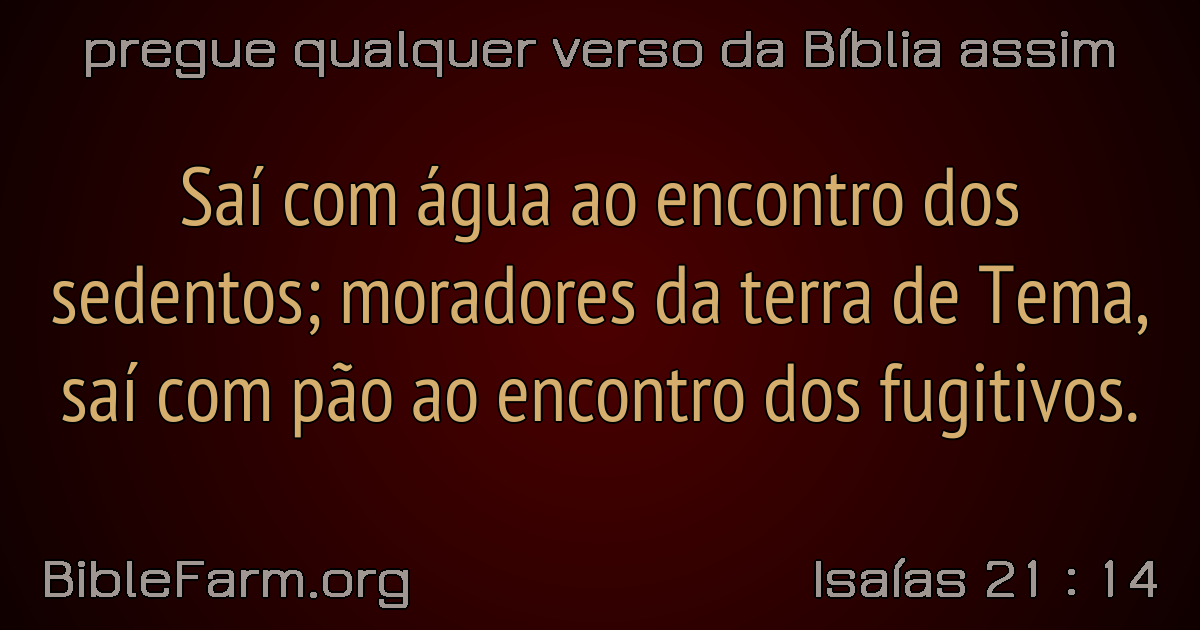 pregue qualquer verso da Bíblia assim
Saí com água ao encontro dos
sedentos; moradores da terra de Tema,
saí com pão ao encontro dos fugitivos.
BibleFarm.org
Isaías 21 : 14